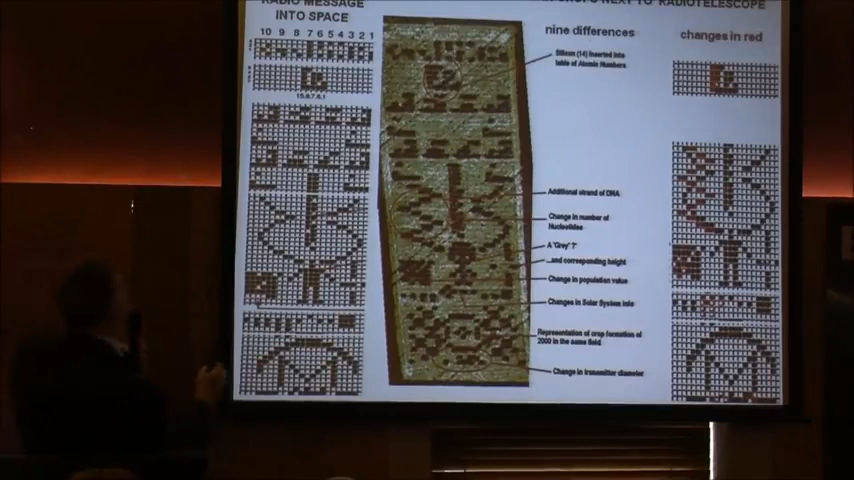 RADIO MESSAGE
INTO SPACE
10 9 8 7 6 5 4 3 2 1
NEXT TO RADIOTELESCOPE
nine differences
changes in red
Silicon (14) inserted into
table of Atomic Numbers
Additional strand of DNA
Change in number of
Nucleotides
A "Grey" ?
...and corresponding height
Change in population value
Changes in Solar System info
Representation of crop formation of
2000 in the same field
Change in transmitter diameter